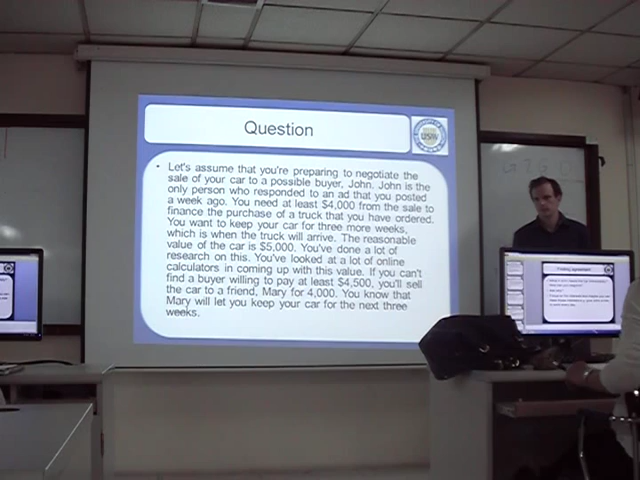 Question
• Let's assume that you're preparing to negotiate the
sale of your car to a possible buyer, John. John is the
only person who responded to an ad that you posted
a week ago. You need at least $4,000 from the sale to
finance the purchase of a truck that you have ordered.
You want to keep your car for three more weeks,
which is when the truck will arrive. The reasonable
value of the car is $5,000. You've done a lot of
research on this. You've looked at a lot of online
calculators in coming up with this value. If you can't
find a buyer willing to pay at least $4,500, you'll sell
the car to a friend, Mary for 4,000. You know that
Mary will let you keep your car for the next three
weeks.
Finding agreement